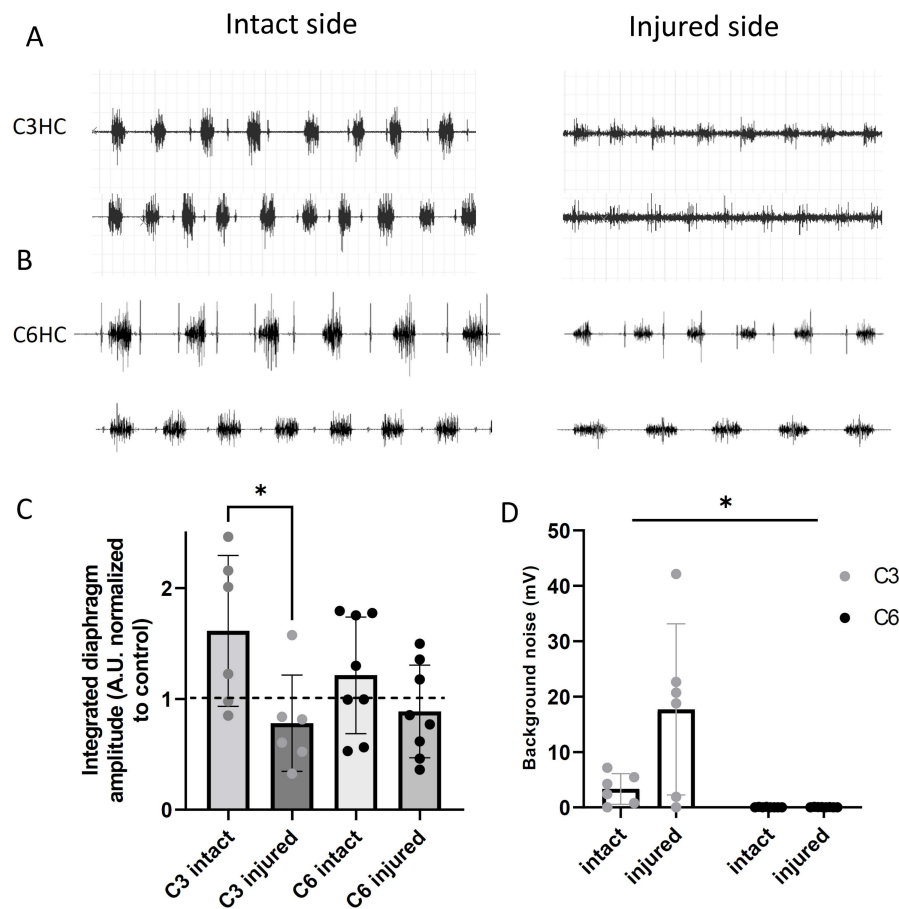 A
Intact side
Injured side
C3HC
B
C6HC
C
*
Integrated diaphragm
amplitude (A.U. normalized
to control)
2
1
0
C3 intact
C3 injured
C6 intact
C6 injured
D
*
Background noise (mV)
50
40
30
20
10
0
intact
injured
intact
injured
C3
C6